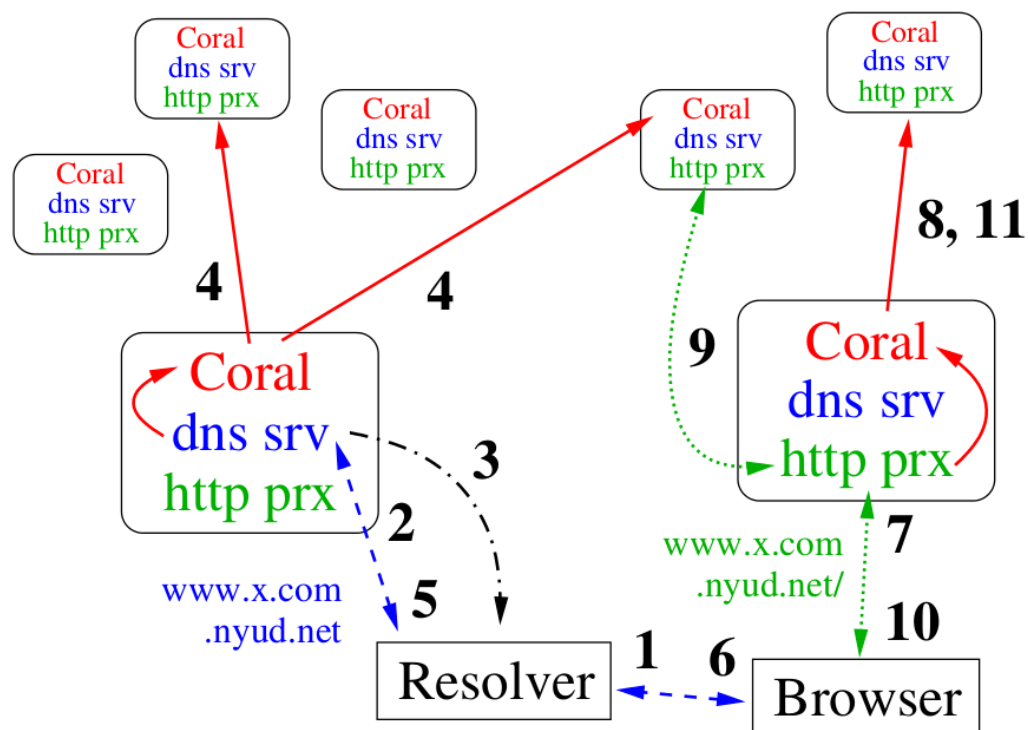 Coral
dns srv
http prx
Coral
dns srv
http prx
Coral
dns srv
http prx
Coral
dns srv
http prx
Coral
dns srv
http prx
4
4
8, 11
9
Coral
dns srv
http prx
Coral
dns srv
http prx
3
2
5
www.x.com
.nyud.net
www.x.com
.nyud.net/
7
10
1
6
Resolver
Browser